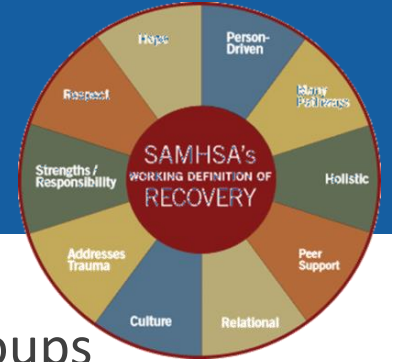 Hope
Person-
Driven
Respect
Many
Pathways
Strengths/
Responsibility
SAMHSA's
WORKING DEFINITION OF
RECOVERY
Holistic
Addresses
Trauma
Peer
Support
Culture
Relational
oups